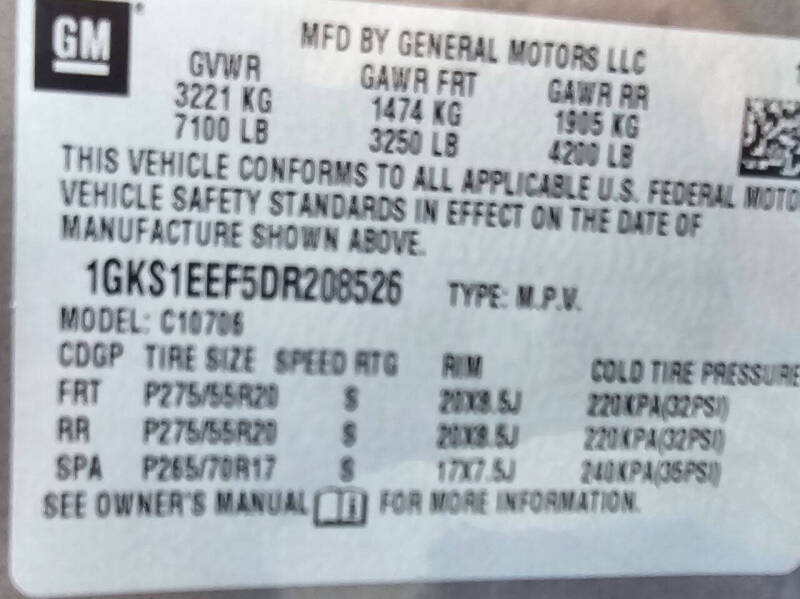 GM
MFD BY GENERAL MOTORS LLC
GVWR GAWR FRT GAWR RR
3221 KG 1474 KG 1905 KG
7100 LB 3250 LB 4200 LB
THIS VEHICLE CONFORMS TO ALL APPLICABLE U.S. FEDERAL MOTO
VEHICLE SAFETY STANDARDS IN EFFECT ON THE DATE OF
MANUFACTURE SHOWN ABOVE.
1GKS1EEF5DR208526 TYPE: M.P.V.
MODEL: C10706
CDGP TIRE SIZE SPEED RTG RIM COLD TIRE PRESSURE
FRT P275/55R20 S 20X8.5J 220KPA(32PSI)
RR P275/55R20 S 20X8.5J 220KPA(32PSI)
SPA P265/70R17 S 17X7.5J 240KPA(35PSI)
SEE OWNER'S MANUAL i FOR MORE INFORMATION.